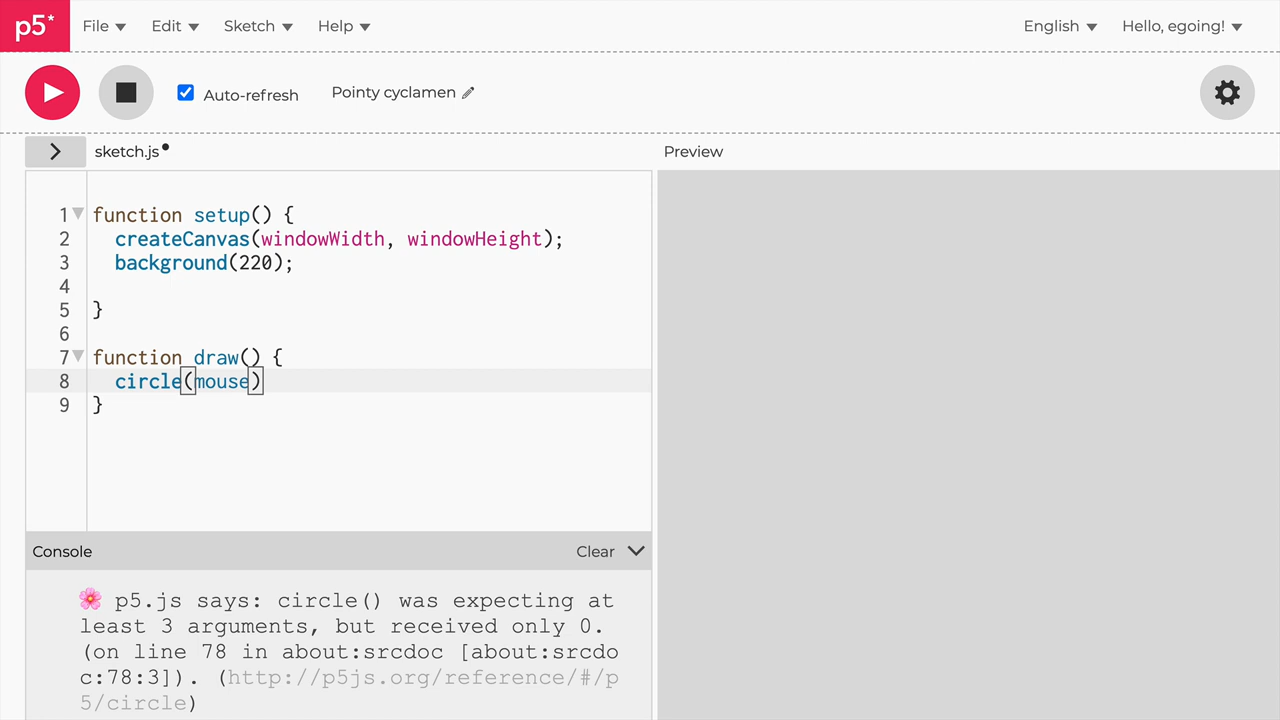 p5* File Edit Sketch Help English Hello, egoing!
Auto-refresh Pointy cyclamen
sketch.js Preview
1 function setup() {
2 createCanvas(windowWidth, windowHeight);
3 background(220);
4
5 }
6
7 function draw() {
8 circle(mouse)
9 }
Console Clear
🌸 p5.js says: circle() was expecting at
least 3 arguments, but received only 0.
(on line 78 in about:srcdoc [about:srcdo
c:78:3]). (http://p5js.org/reference/#/p
5/circle)